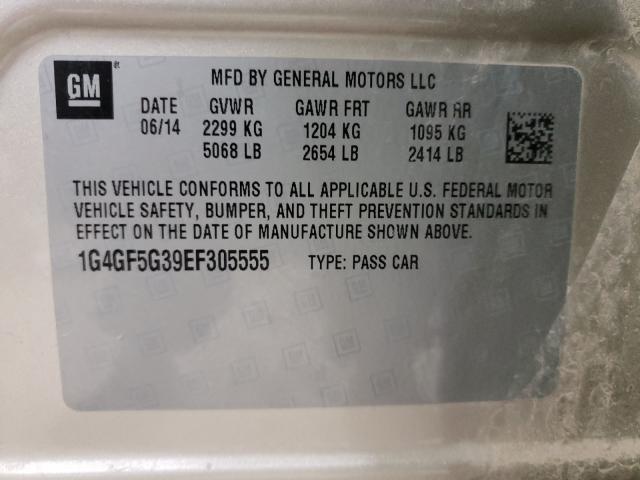 GM
MFD BY GENERAL MOTORS LLC
DATE GVWR GAWR FRT GAWR RR
06/14 2299 KG 1204 KG 1095 KG
5068 LB 2654 LB 2414 LB
THIS VEHICLE CONFORMS TO ALL APPLICABLE U.S. FEDERAL MOTOR
VEHICLE SAFETY, BUMPER, AND THEFT PREVENTION STANDARDS IN
EFFECT ON THE DATE OF MANUFACTURE SHOWN ABOVE.
1G4GF5G39EF305555 TYPE: PASS CAR